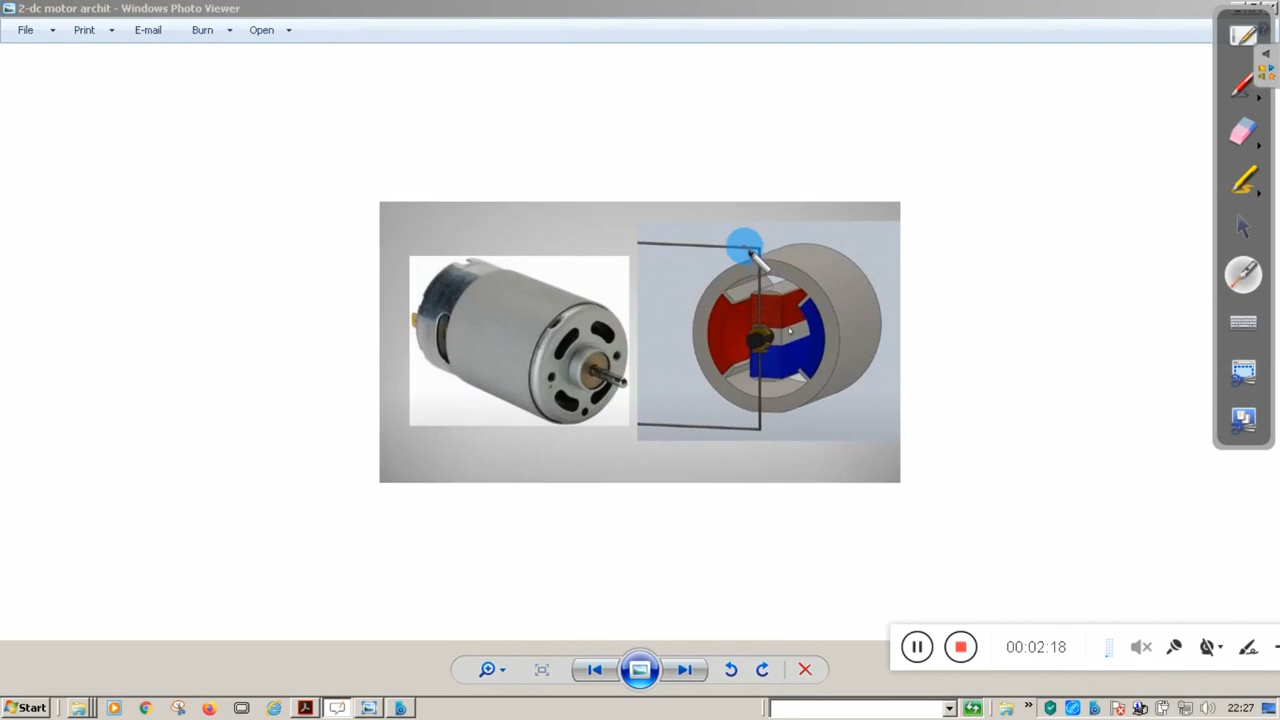 2-dc motor archit - Windows Photo Viewer
File Print E-mail Burn Open
00:02:18
Start
22:27